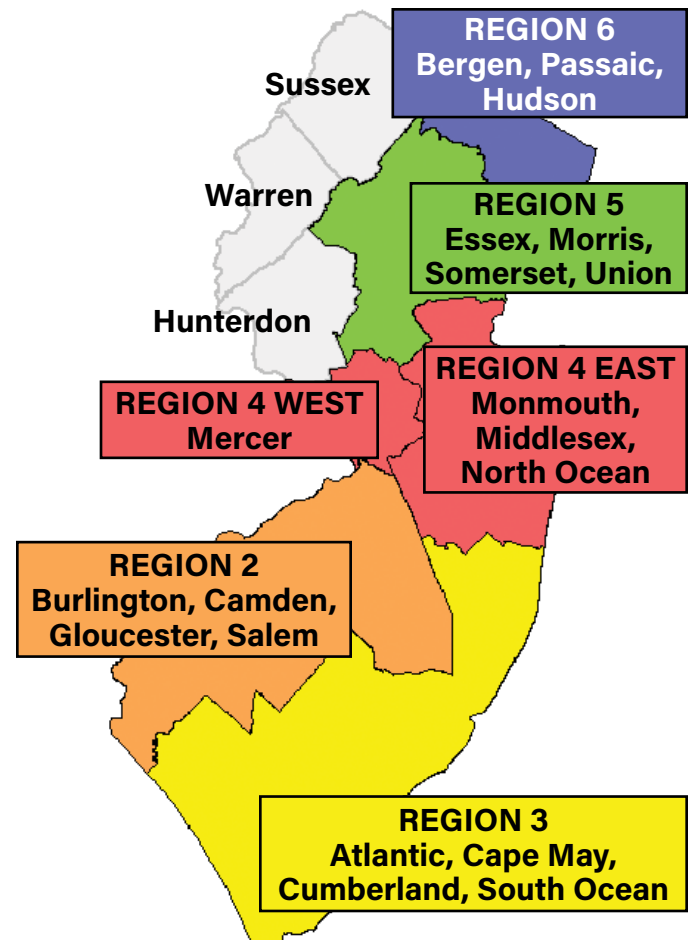 REGION 6
Bergen, Passaic,
Hudson
Sussex
Warren
REGION 5
Essex, Morris,
Somerset, Union
Hunterdon
REGION 4 EAST
Monmouth,
Middlesex,
North Ocean
REGION 4 WEST
Mercer
REGION 2
Burlington, Camden,
Gloucester, Salem
REGION 3
Atlantic, Cape May,
Cumberland, South Ocean